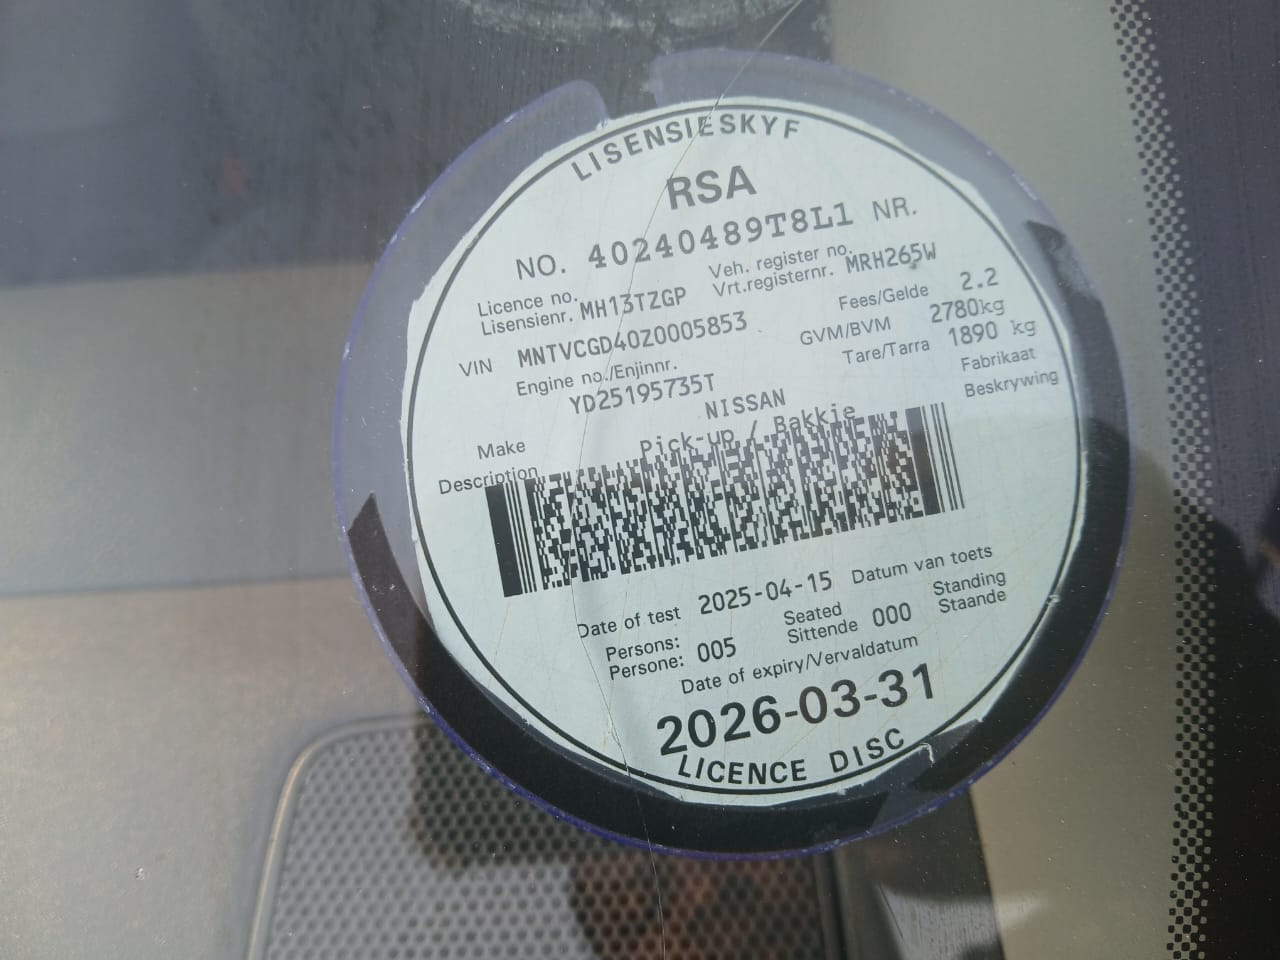 LISENSIESKYF
RSA
NO. 40240489T8L1 NR.
Licence no. Veh. register no.
Lisensienr. MH13TZGP Vrt.registernr. MRH265W
VIN MNTVCGD40Z0005853 Fees/Gelde 2.2
Engine no./Enjinnr. GVM/BVM 2780kg
YD25195735T Tare/Tarra 1890 kg
Make NISSAN Fabrikaat
Description Pick-up / Bakkie Beskrywing
Date of test 2025-04-15 Datum van toets
Persons: Seated Standing
Persone: 005 Sittende 000 Staande
Date of expiry/Vervaldatum
2026-03-31
LICENCE DISC